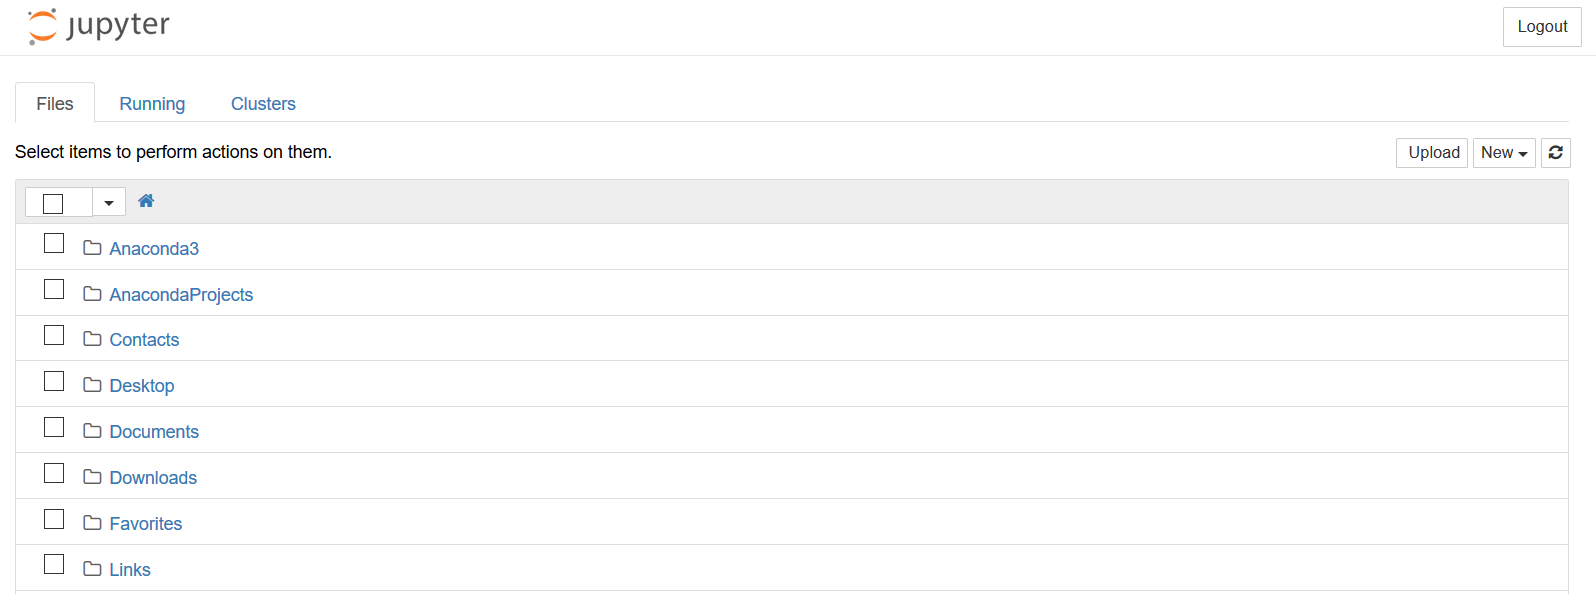 jupyter
Logout
Files Running Clusters
Select items to perform actions on them.
Upload New
Anaconda3
AnacondaProjects
Contacts
Desktop
Documents
Downloads
Favorites
Links